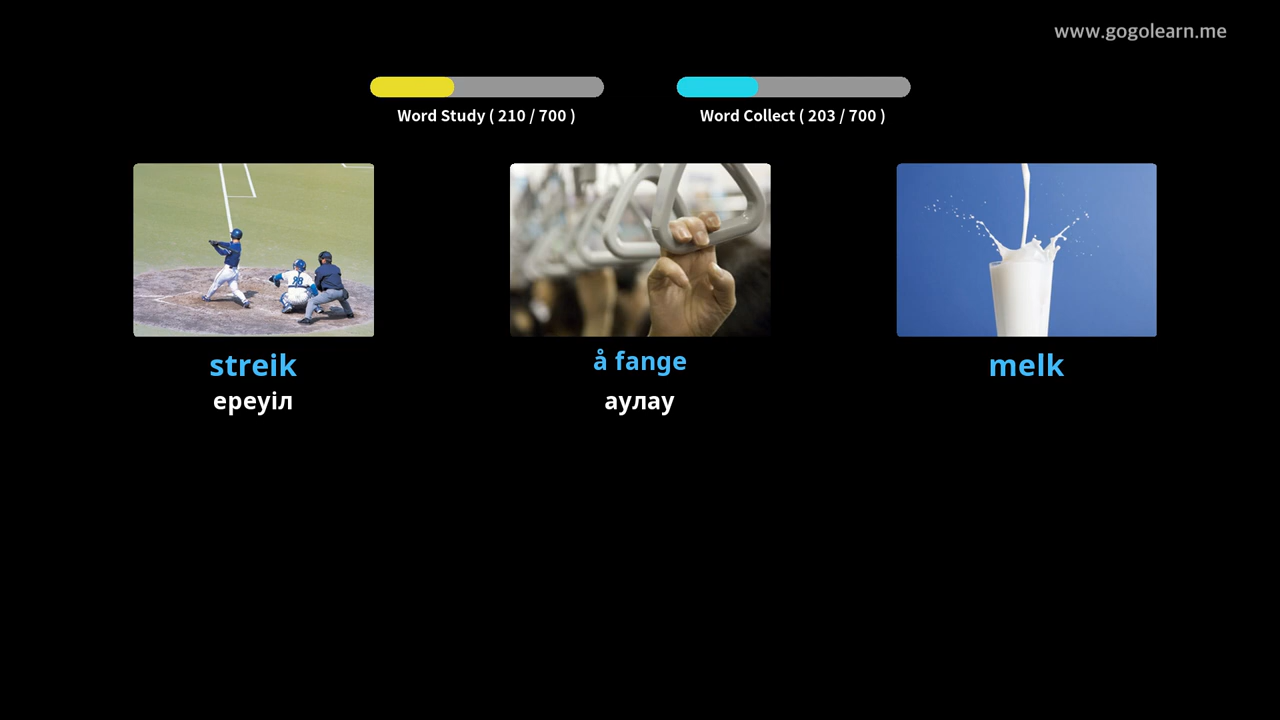 www.gogolearn.me
Word Study ( 210 / 700 )
Word Collect ( 203 / 700 )
streik
ереуіл
å fange
аулау
melk